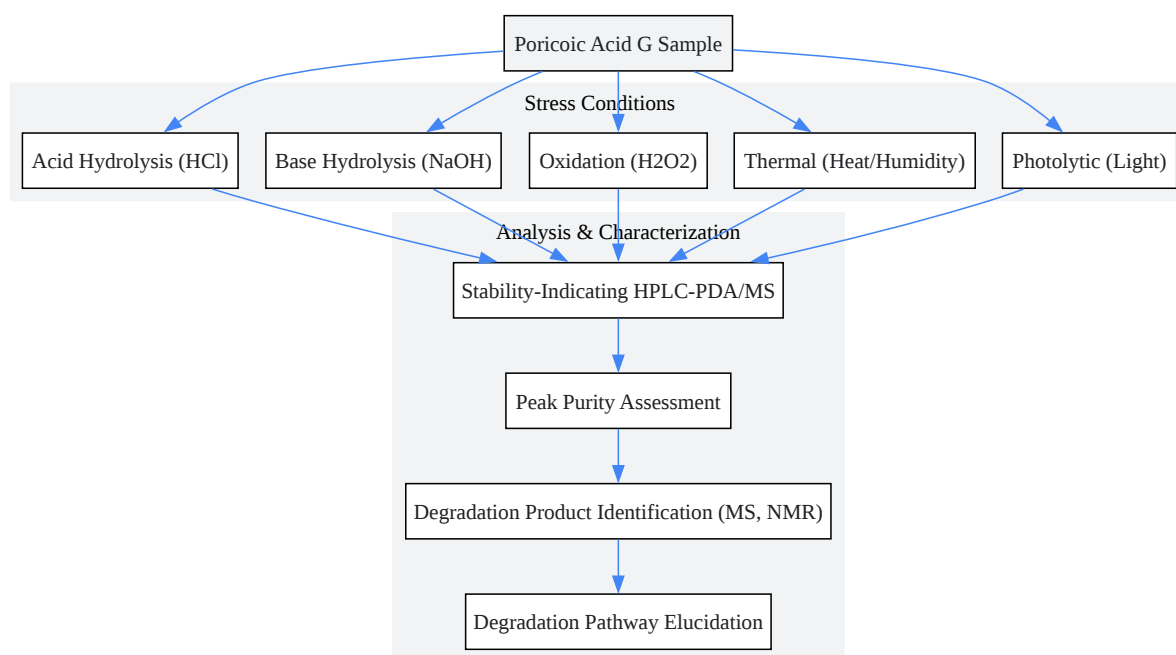 Poricoic Acid G Sample
Stress Conditions
Acid Hydrolysis (HCl)
Base Hydrolysis (NaOH)
Oxidation (H2O2)
Thermal (Heat/Humidity)
Photolytic (Light)
Analysis & Characterization
Stability-Indicating HPLC-PDA/MS
Peak Purity Assessment
Degradation Product Identification (MS, NMR)
Degradation Pathway Elucidation